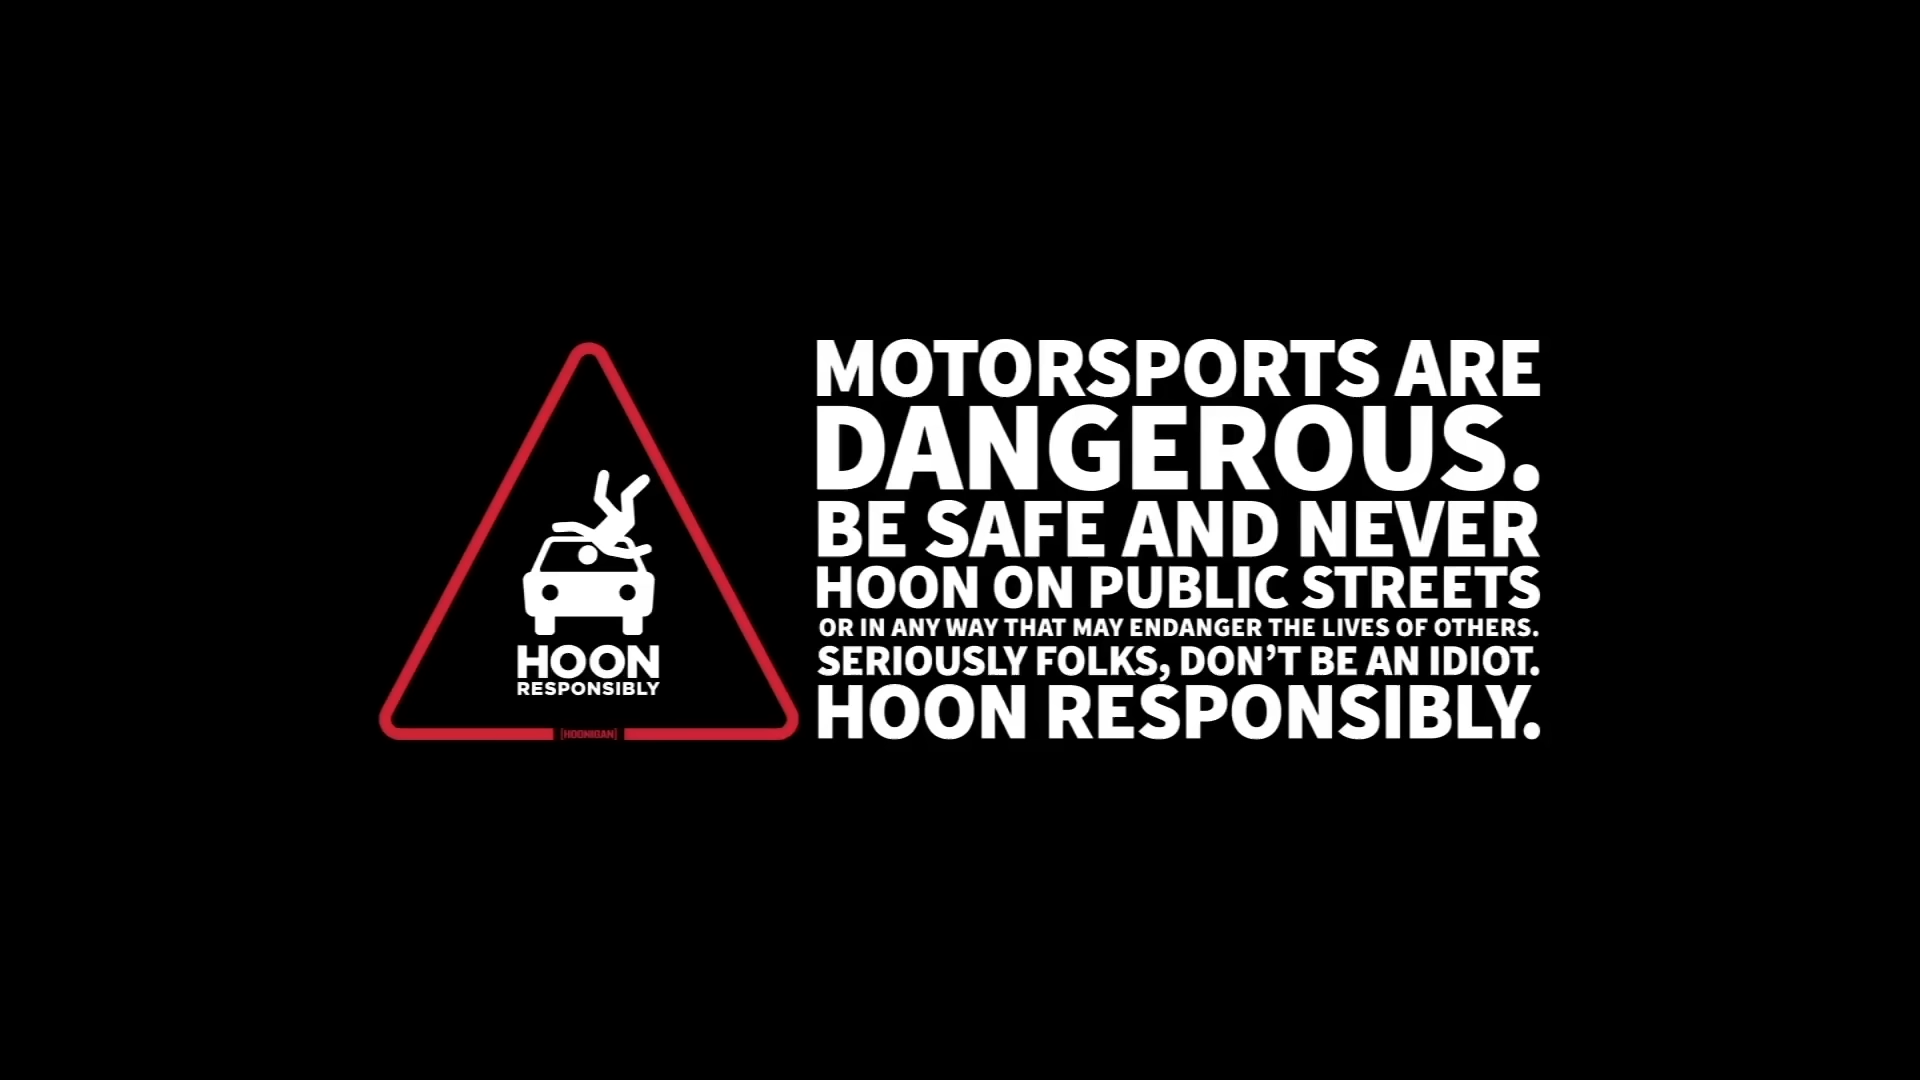 HOON
RESPONSIBLY
[HOONIGAN]
MOTORSPORTS ARE
DANGEROUS.
BE SAFE AND NEVER
HOON ON PUBLIC STREETS
OR IN ANY WAY THAT MAY ENDANGER THE LIVES OF OTHERS.
SERIOUSLY FOLKS, DON'T BE AN IDIOT.
HOON RESPONSIBLY.